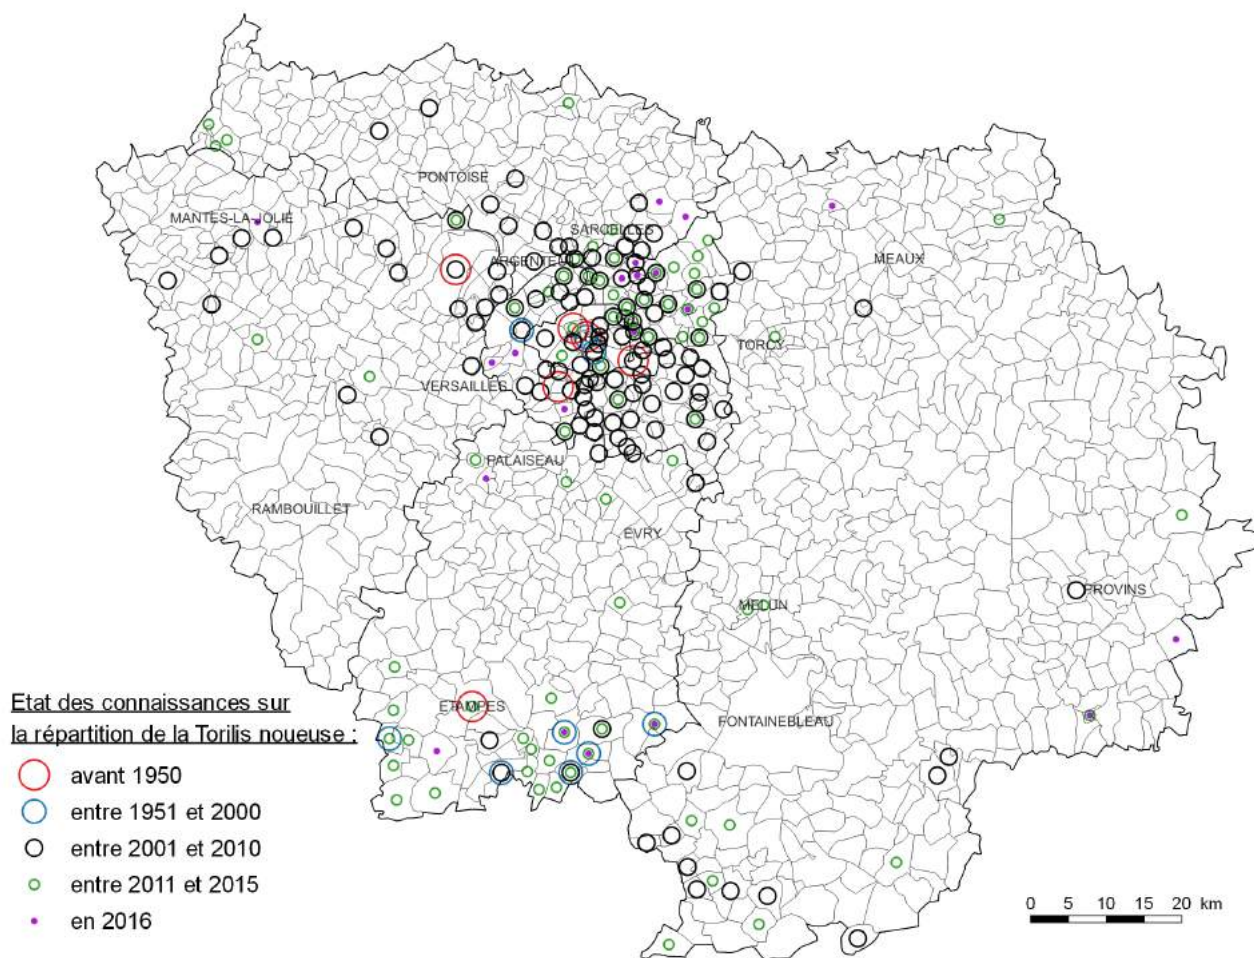 PONTOISE
MANTES-LA-JOLIE
SARCELLES
ARGENTEUIL
MEAUX
TORCY
VERSAILLES
PALAISEAU
RAMBOUILLET
EVRY
MELUN
PROVINS
ETAMPES
FONTAINEBLEAU
Etat des connaissances sur
la répartition de la Torilis noueuse :
avant 1950
entre 1951 et 2000
entre 2001 et 2010
entre 2011 et 2015
en 2016
0 5 10 15 20 km